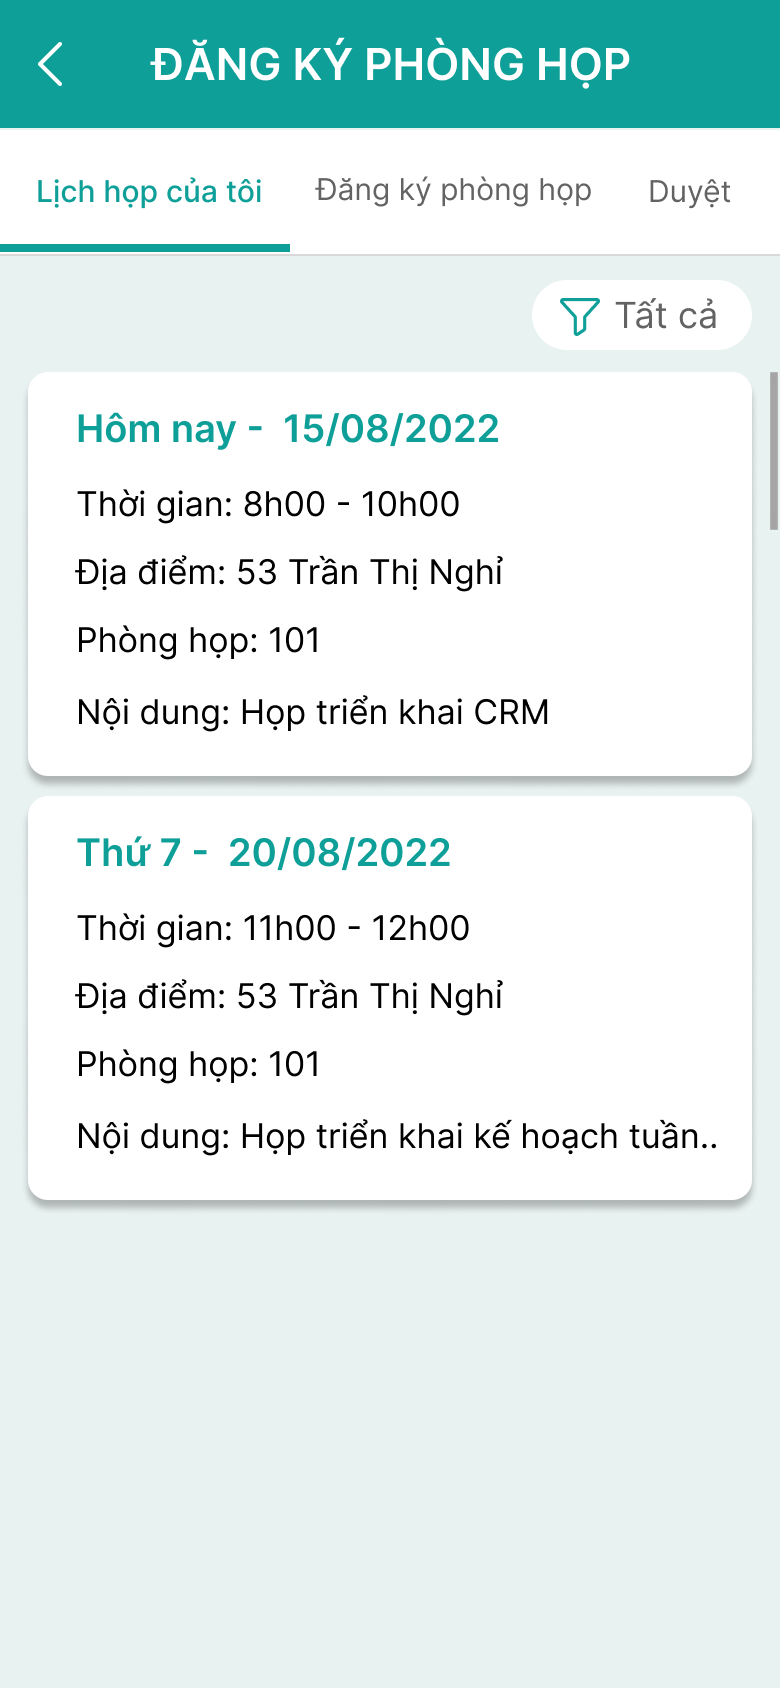 ĐĂNG KÝ PHÒNG HỌP
Lịch họp của tôi
Đăng ký phòng họp
Duyệt
Tất cả
Hôm nay - 15/08/2022
Thời gian: 8h00 - 10h00
Địa điểm: 53 Trần Thị Nghỉ
Phòng họp: 101
Nội dung: Họp triển khai CRM
Thứ 7 - 20/08/2022
Thời gian: 11h00 - 12h00
Địa điểm: 53 Trần Thị Nghỉ
Phòng họp: 101
Nội dung: Họp triển khai kế hoạch tuần..